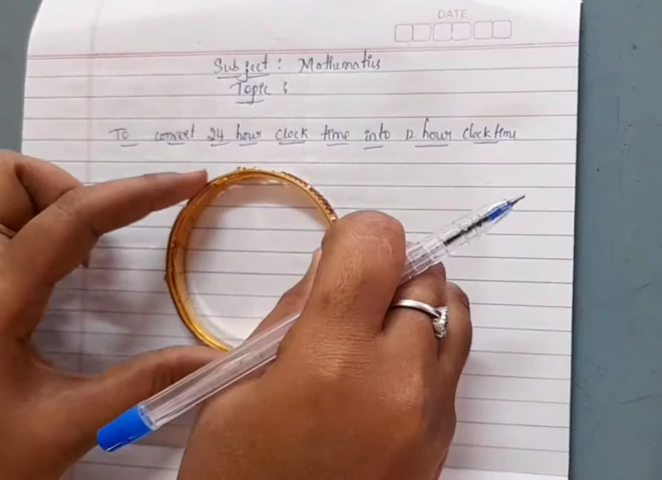 DATE
Subject : Mathematics
Topic :
To convert 24 hour clock time into 12 hour clock time